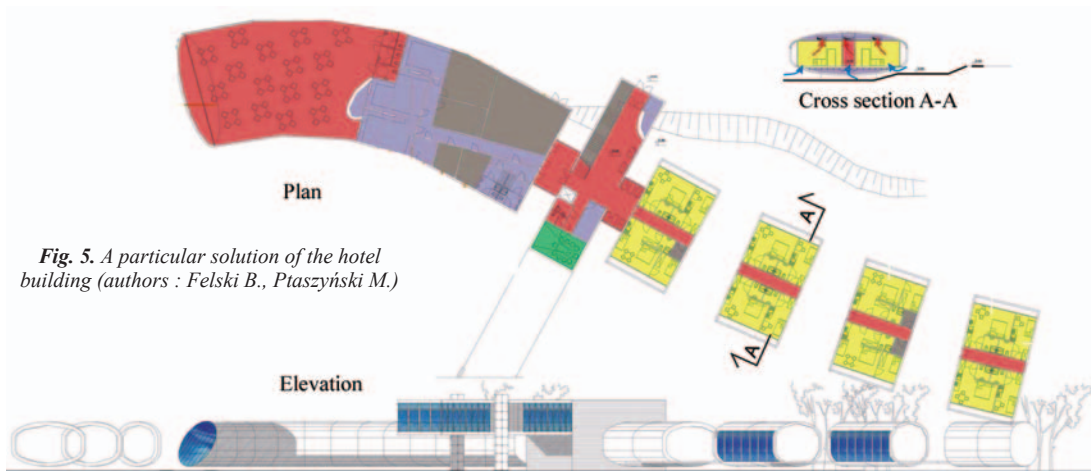 Cross section A-A
Plan
A
Fig. 5. A particular solution of the hotel
building (authors : Felski B., Ptaszyński M.)
A
Elevation